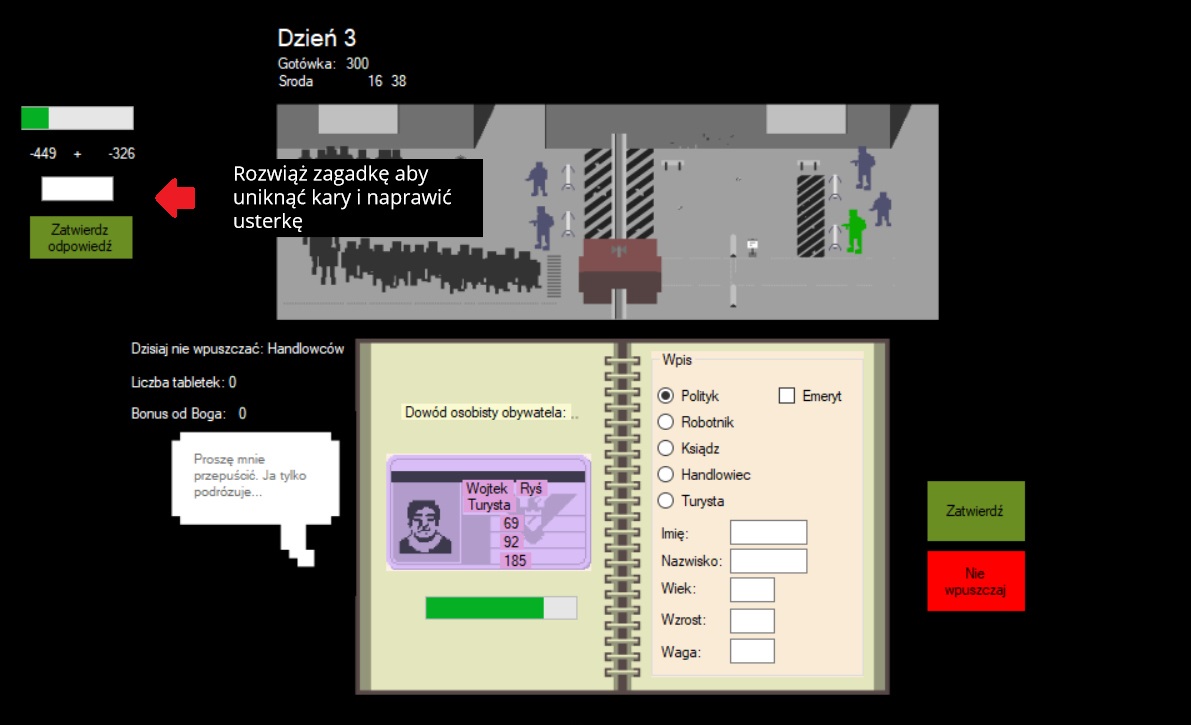 Dzień 3
Gotówka: 300
Sroda 16 38
-449 + -326
Rozwiąż zagadkę aby
uniknąć kary i naprawić
usterkę
Zatwierdz
odpowiedź
Dzisiaj nie wpuszczać: Handlowców
Liczba tabletek: 0
Bonus od Boga: 0
Proszę mnie
przepuścić. Ja tylko
podróżuje...
Dowód osobisty obywatela: ..
Wojtek Ryś
Turysta
69
92
185
Wpis
Polityk Emeryt
Robotnik
Ksiądz
Handlowiec
Turysta
Imię:
Nazwisko:
Wiek:
Wzrost:
Waga:
Zatwierdź
Nie
wpuszczaj